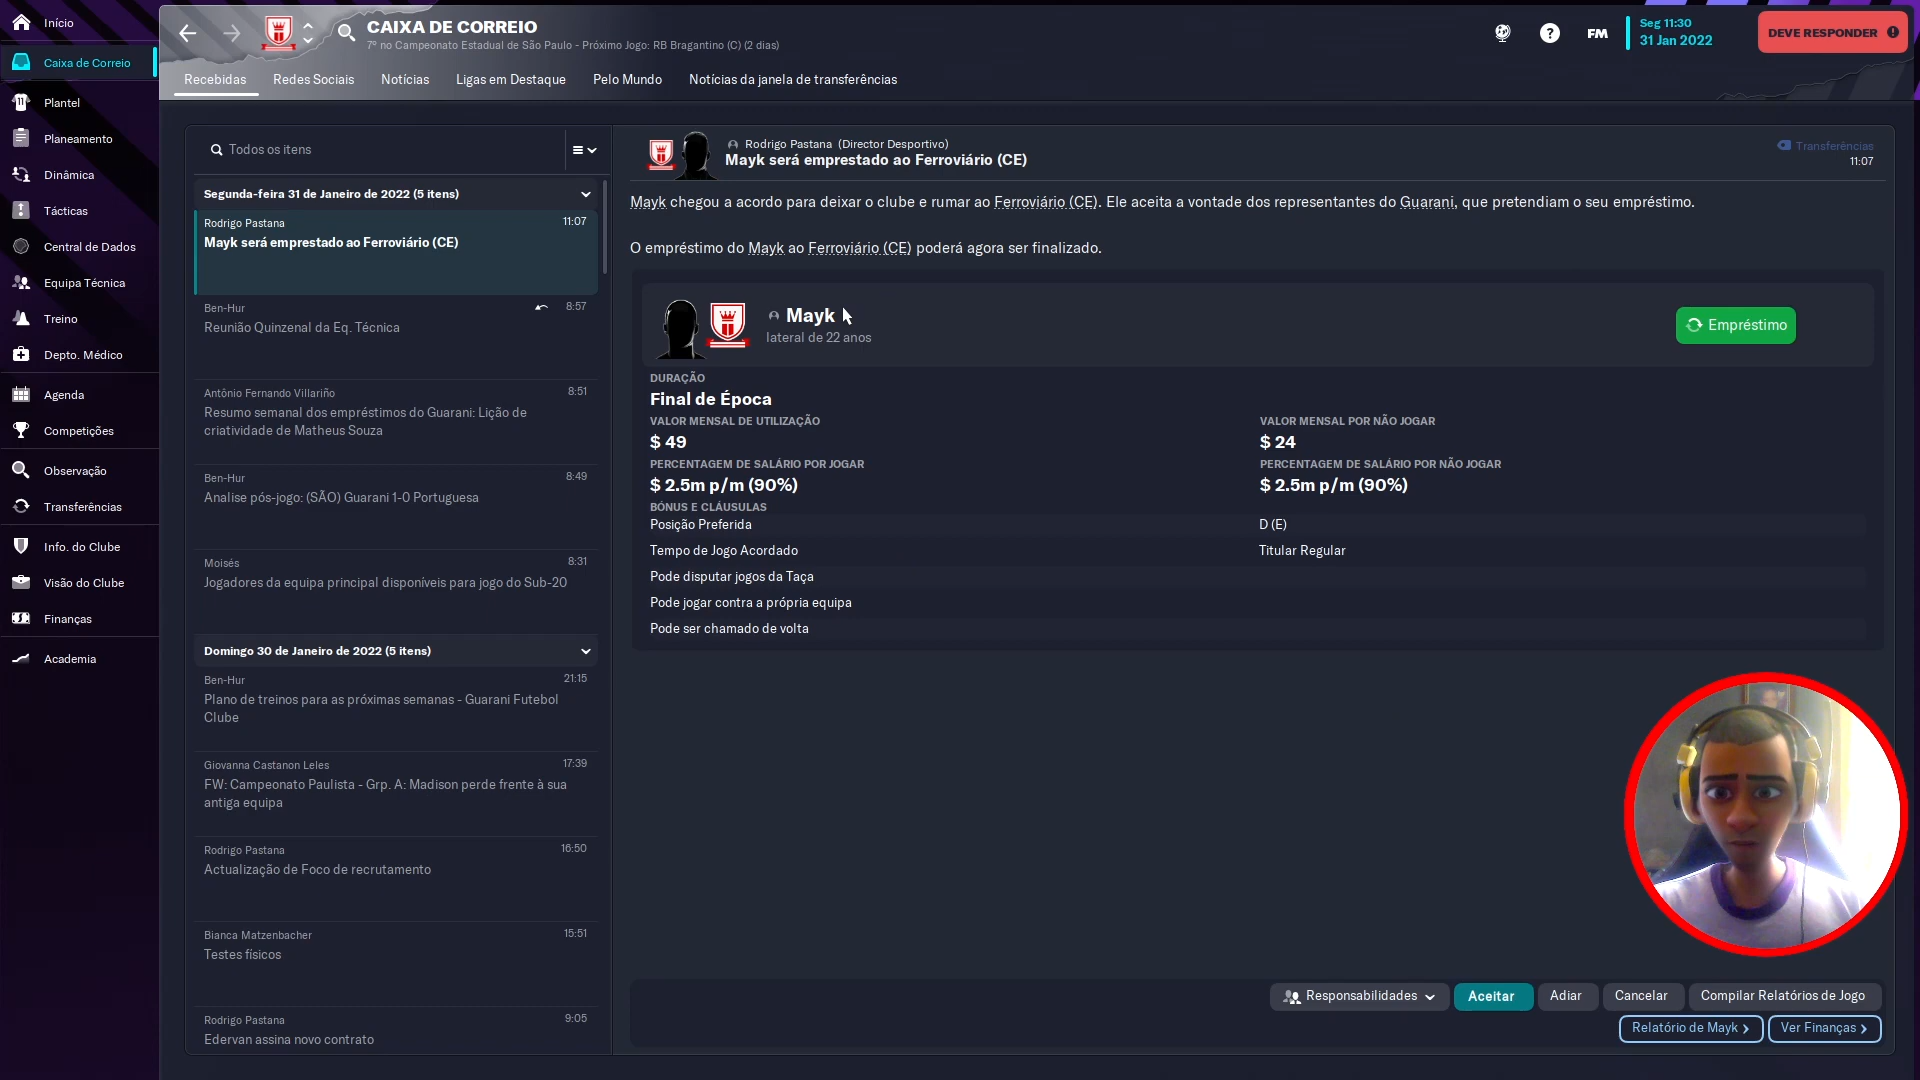 Início
Caixa de Correio
Plantel
Planeamento
Dinâmica
Tácticas
Central de Dados
Equipa Técnica
Treino
Depto. Médico
Agenda
Competições
Observação
Transferências
Info. do Clube
Visão do Clube
Finanças
Academia
CAIXA DE CORREIO
7º no Campeonato Estadual de São Paulo - Próximo Jogo: RB Bragantino (C) (2 dias)
?
FM
Seg 11:30
31 Jan 2022
DEVE RESPONDER
Recebidas
Redes Sociais
Notícias
Ligas em Destaque
Pelo Mundo
Notícias da janela de transferências
Todos os itens
Segunda-feira 31 de Janeiro de 2022 (5 itens)
Rodrigo Pastana 11:07
Mayk será emprestado ao Ferroviário (CE)
Ben-Hur 8:57
Reunião Quinzenal da Eq. Técnica
Antônio Fernando Villariño 8:51
Resumo semanal dos empréstimos do Guarani: Lição de
criatividade de Matheus Souza
Ben-Hur 8:49
Analise pós-jogo: (SÃO) Guarani 1-0 Portuguesa
Moisés 8:31
Jogadores da equipa principal disponíveis para jogo do Sub-20
Domingo 30 de Janeiro de 2022 (5 itens)
Ben-Hur 21:15
Plano de treinos para as próximas semanas - Guarani Futebol
Clube
Giovanna Castanon Leles 17:39
FW: Campeonato Paulista - Grp. A: Madison perde frente à sua
antiga equipa
Rodrigo Pastana 16:50
Actualização de Foco de recrutamento
Bianca Matzenbacher 15:51
Testes físicos
Rodrigo Pastana 9:05
Edervan assina novo contrato
Rodrigo Pastana (Director Desportivo)
Mayk será emprestado ao Ferroviário (CE)
Transferências
11:07
Mayk chegou a acordo para deixar o clube e rumar ao Ferroviário (CE). Ele aceita a vontade dos representantes do Guarani, que pretendiam o seu empréstimo.
O empréstimo do Mayk ao Ferroviário (CE) poderá agora ser finalizado.
Mayk
lateral de 22 anos
Empréstimo
DURAÇÃO
Final de Época
VALOR MENSAL DE UTILIZAÇÃO
$ 49
VALOR MENSAL POR NÃO JOGAR
$ 24
PERCENTAGEM DE SALÁRIO POR JOGAR
$ 2.5m p/m (90%)
PERCENTAGEM DE SALÁRIO POR NÃO JOGAR
$ 2.5m p/m (90%)
BÓNUS E CLÁUSULAS
Posição Preferida D (E)
Tempo de Jogo Acordado Titular Regular
Pode disputar jogos da Taça
Pode jogar contra a própria equipa
Pode ser chamado de volta
Responsabilidades
Aceitar
Adiar
Cancelar
Compilar Relatórios de Jogo
Relatório de Mayk
Ver Finanças